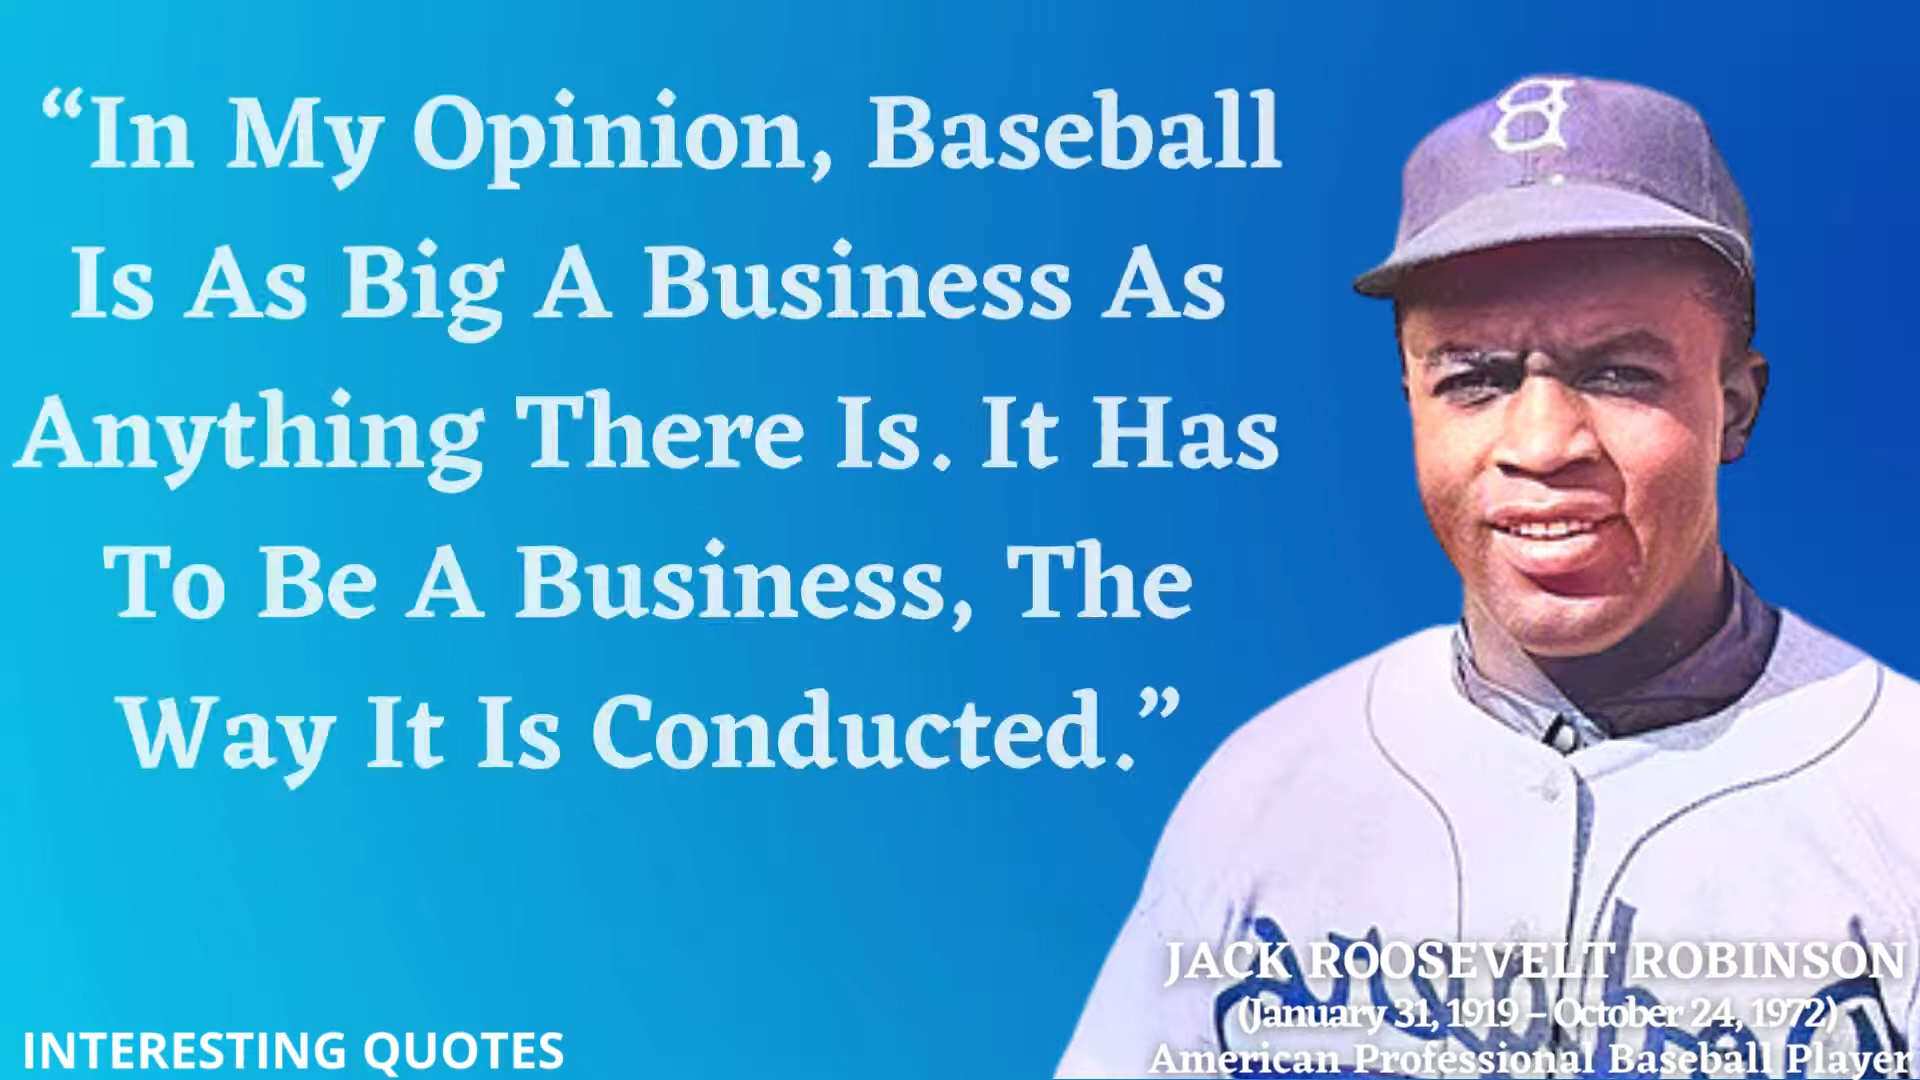 “In My Opinion, Baseball
Is As Big A Business As
Anything There Is. It Has
To Be A Business, The
Way It Is Conducted.”
JACK ROOSEVELT ROBINSON
(January 31, 1919 – October 24, 1972)
American Professional Baseball Player
INTERESTING QUOTES